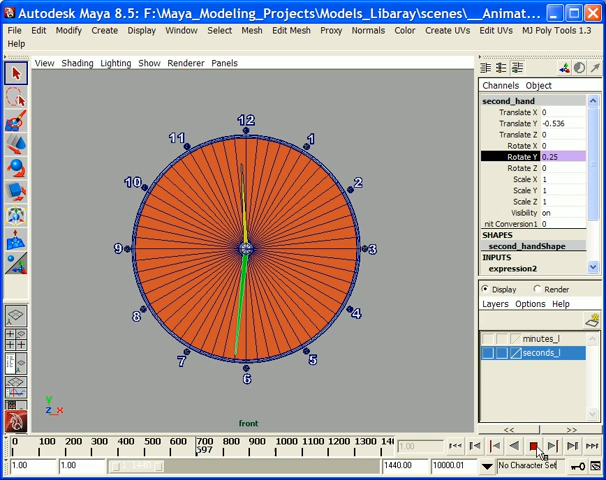 Autodesk Maya 8.5: F:\Maya_Modeling_Projects\Models_Libaray\scenes\__Animat...
File Edit Modify Create Display Window Select Mesh Edit Mesh Proxy Normals Color Create UVs Edit UVs MJ Poly Tools 1.3
Help
View Shading Lighting Show Renderer Panels
Channels Object
second_hand
Translate X 0
Translate Y -0.536
Translate Z 0
Rotate X 0
Rotate Y 0.25
Rotate Z 0
Scale X 1
Scale Y 1
Scale Z 1
Visibility on
nit Conversion1 0
SHAPES
second_handShape
INPUTS
expression2
Display Render
Layers Options Help
minutes_l
seconds_l
<< >>
12
11 1
10 2
9 3
8 4
7 5
6
Y
Z X
front
0 100 200 300 400 500 600 700 800 900 1000 1100 1200 1300 140
597
1.00
1.00 1.00 1 1440 1440.00 10000.01 No Character Set